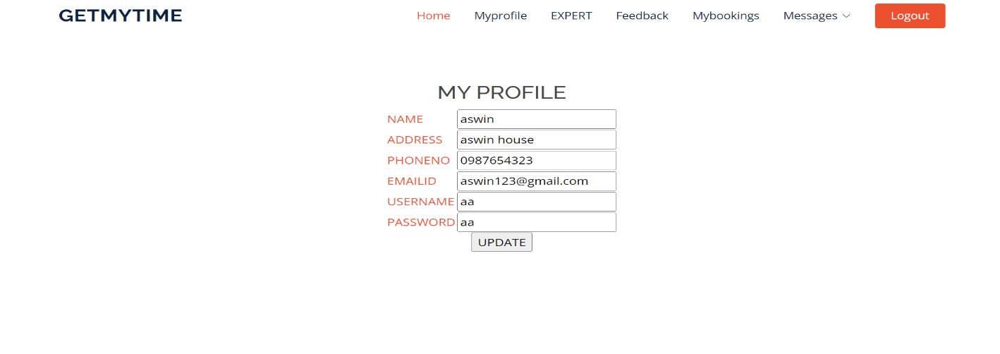 GETMYTIME Home Myprofile EXPERT Feedback Mybookings Messages Logout
MY PROFILE
NAME aswin
ADDRESS aswin house
PHONENO 0987654323
EMAILID aswin123@gmail.com
USERNAME aa
PASSWORD aa
UPDATE